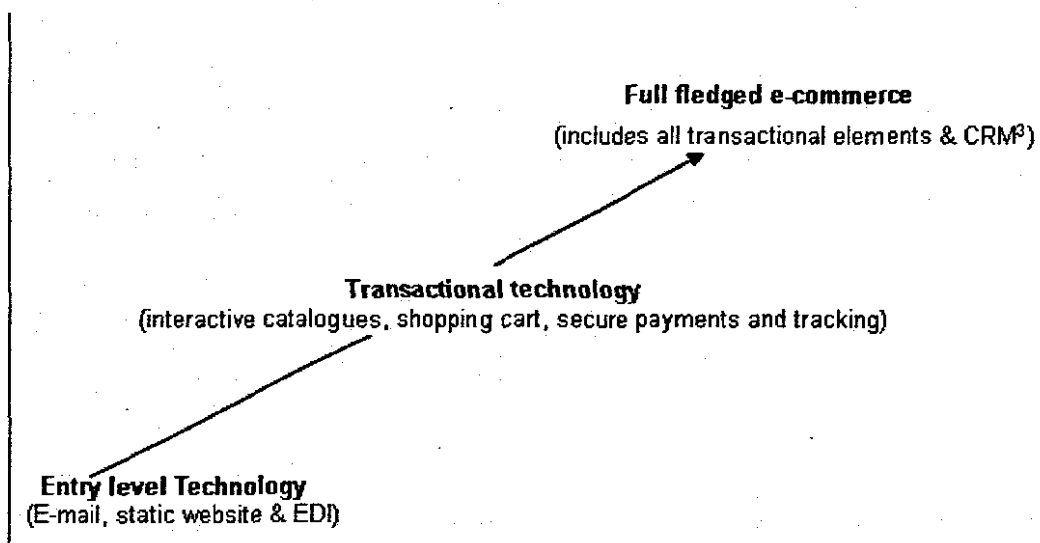 Full fledged e-commerce
(includes all transactional elements & CRM³)
Transactional technology
(interactive catalogues, shopping cart, secure payments and tracking)
Entry level Technology
(E-mail, static website & EDI)